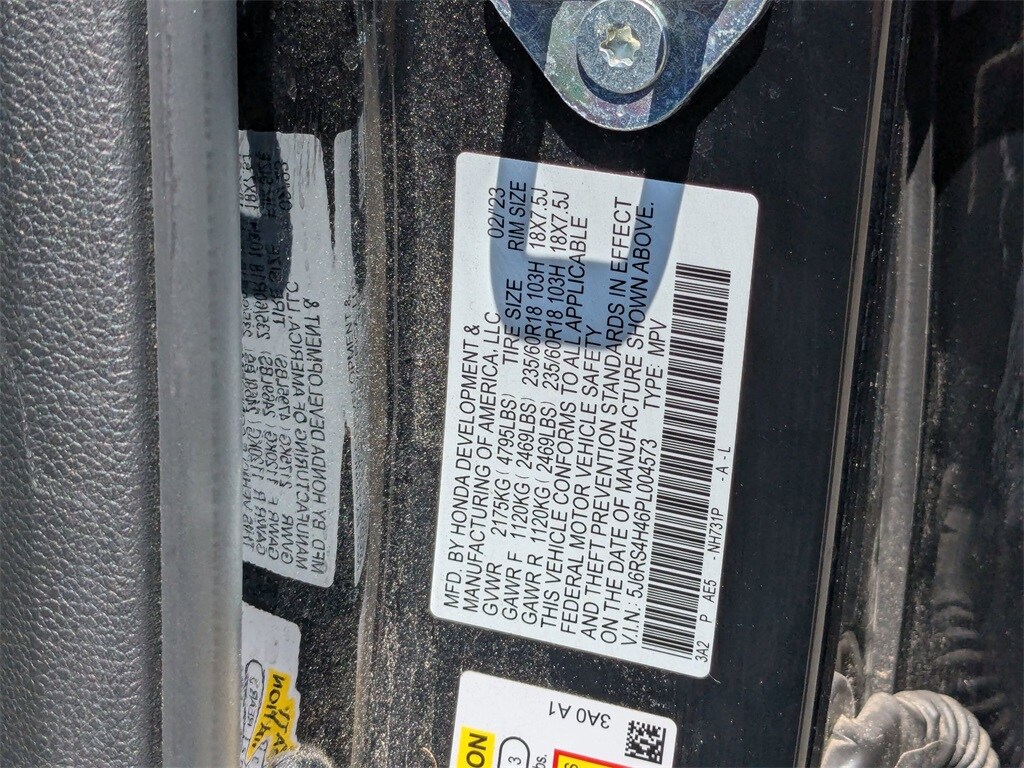 MFD. BY HONDA DEVELOPMENT &
MANUFACTURING OF AMERICA, LLC 02/23
GVWR 2175KG ( 4795LBS) TIRE SIZE RIM SIZE
GAWR F 1120KG ( 2469LBS) 235/60R18 103H 18X7.5J
GAWR R 1120KG ( 2469LBS) 235/60R18 103H 18X7.5J
THIS VEHICLE CONFORMS TO ALL APPLICABLE
FEDERAL MOTOR VEHICLE SAFETY
AND THEFT PREVENTION STANDARDS IN EFFECT
ON THE DATE OF MANUFACTURE SHOWN ABOVE.
V.I.N.: 5J6RS4H46PL004573 TYPE: MPV
3A2 P AE5 - NH731P - A - L
3A0 A1